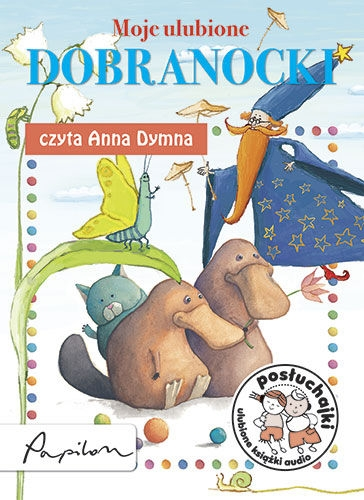 Moje ulubione
DOBRANOCKI
czyta Anna Dymna
posłuchajki
ulubione książki audio
Papilon